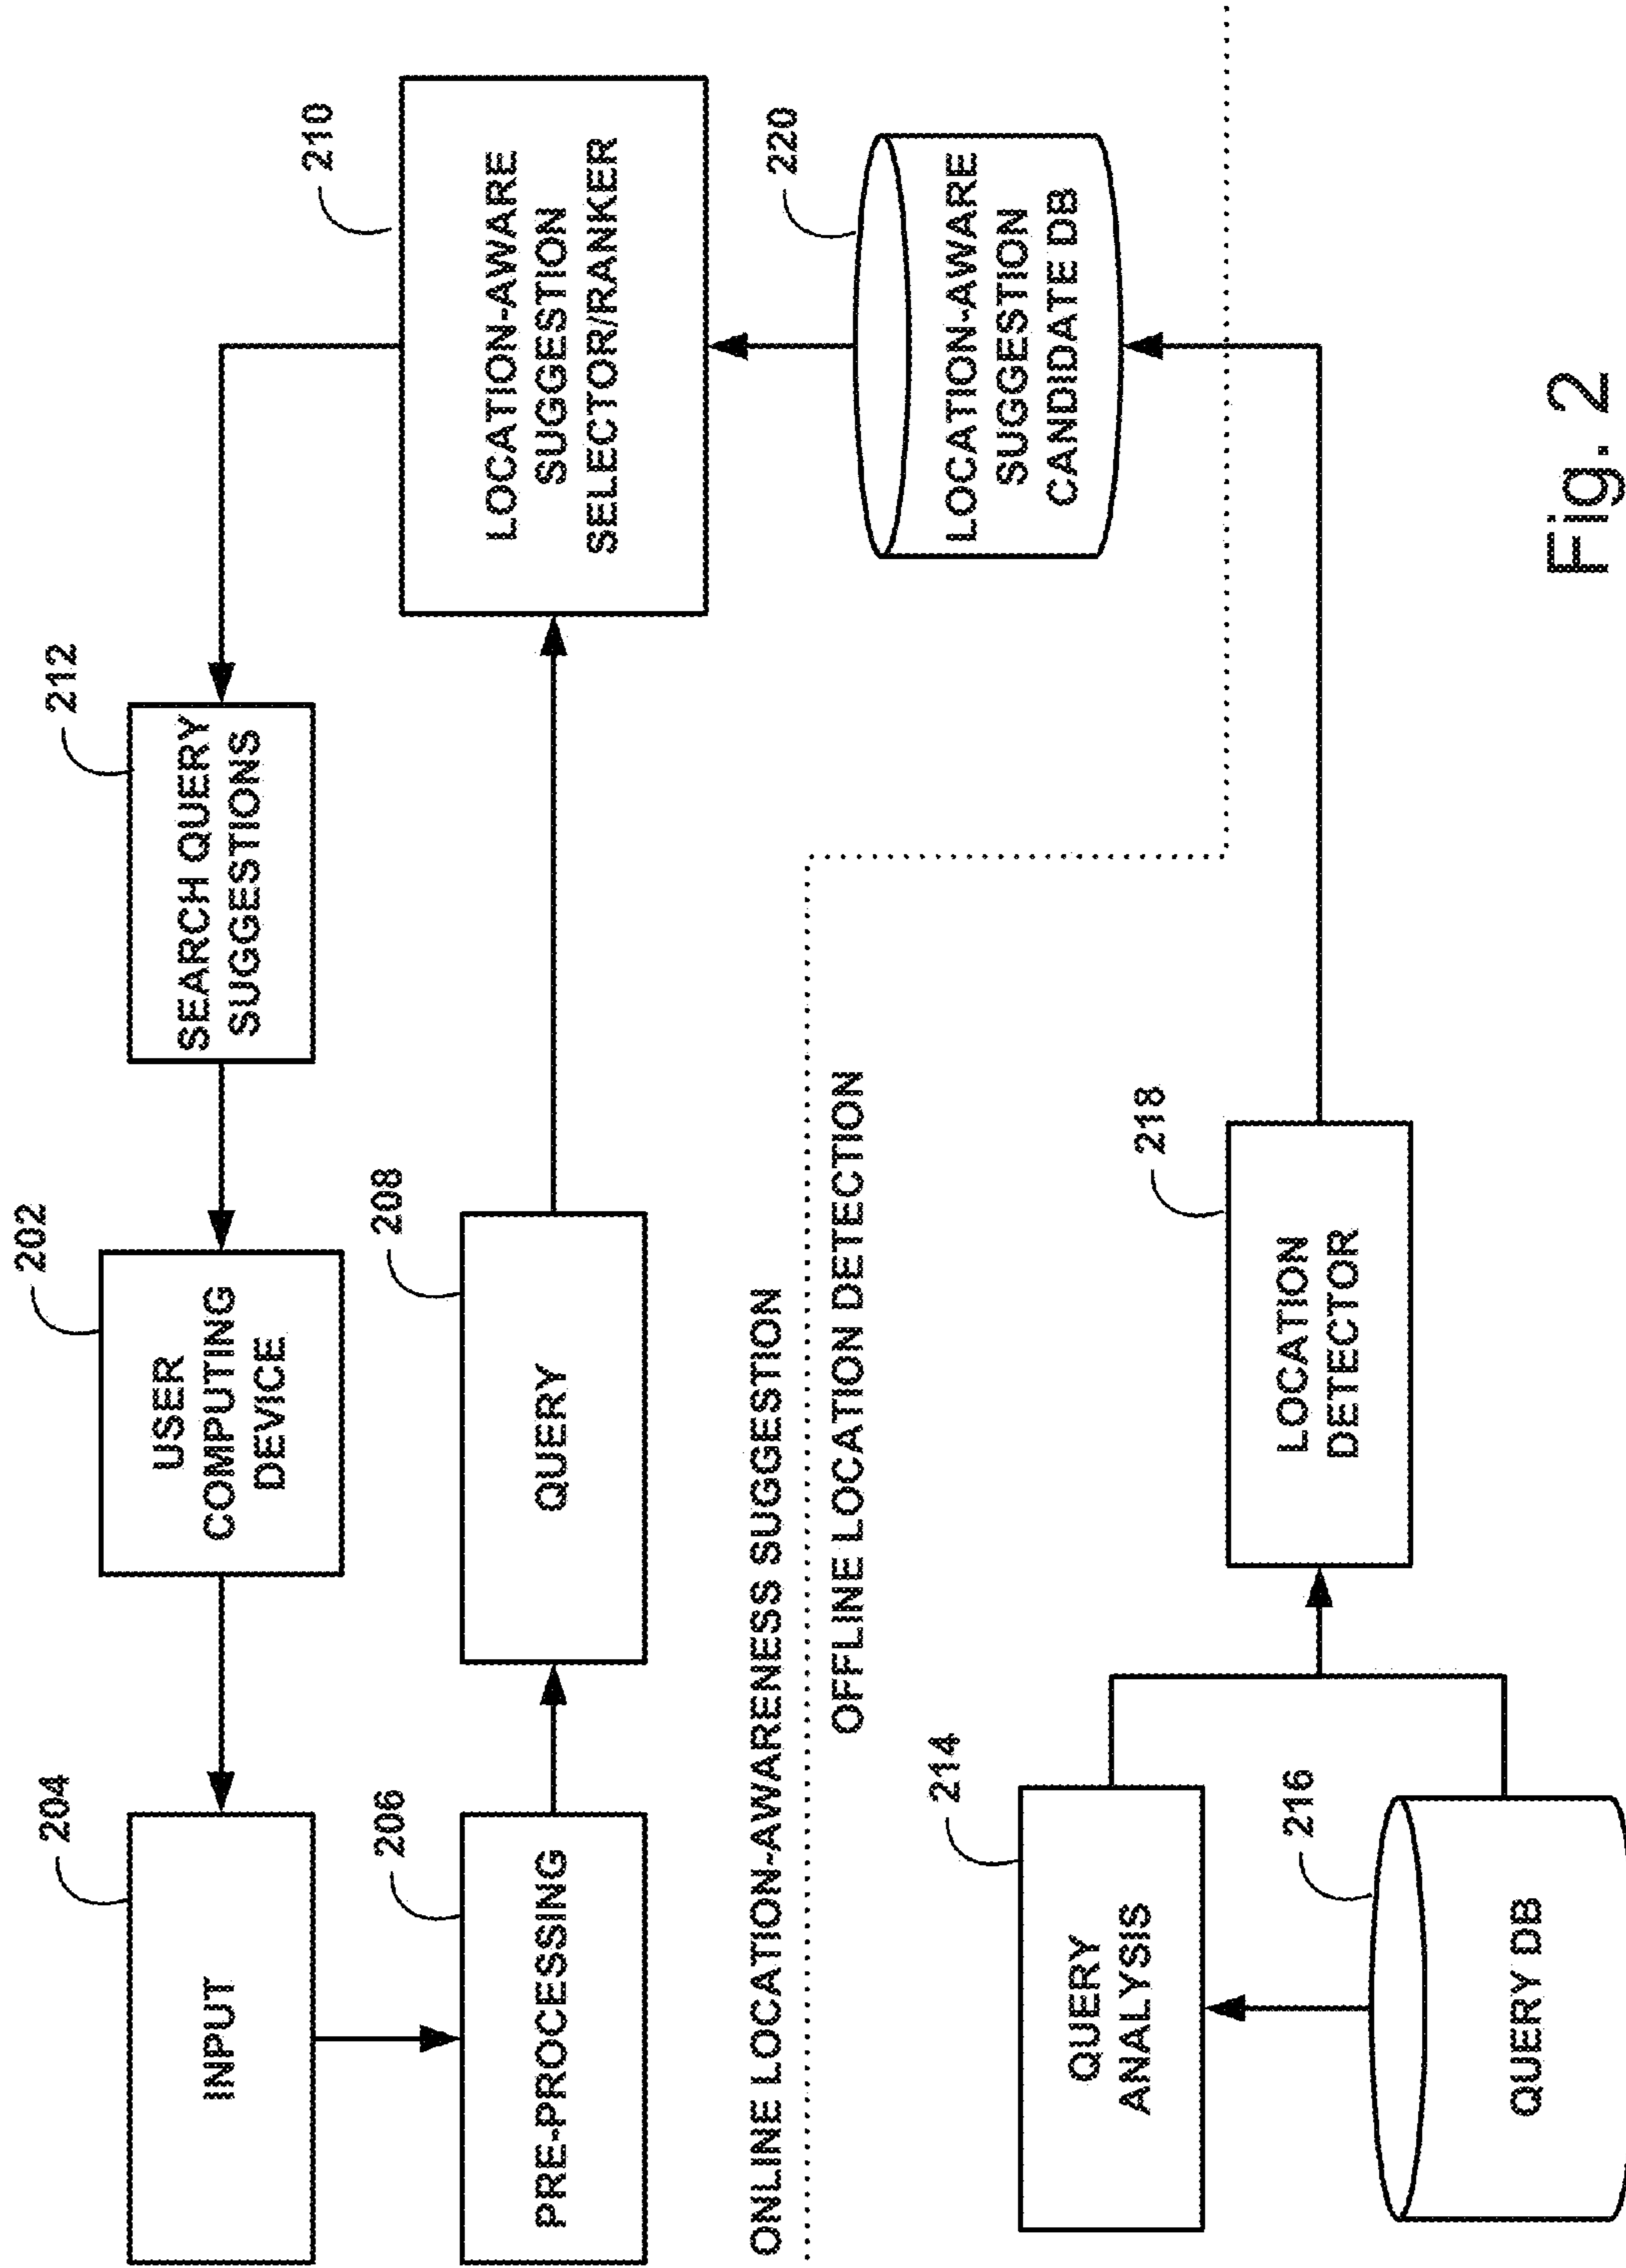 204
INPUT
202
USER
COMPUTING
DEVICE
212
SEARCH QUERY
SUGGESTIONS
206
PRE-PROCESSING
208
QUERY
210
LOCATION-AWARE
SUGGESTION
SELECTOR/RANKER
ONLINE LOCATION-AWARENESS SUGGESTION
OFFLINE LOCATION DETECTION
220
LOCATION-AWARE
SUGGESTION
CANDIDATE DB
214
QUERY
ANALYSIS
216
QUERY DB
218
LOCATION
DETECTOR
Fig. 2